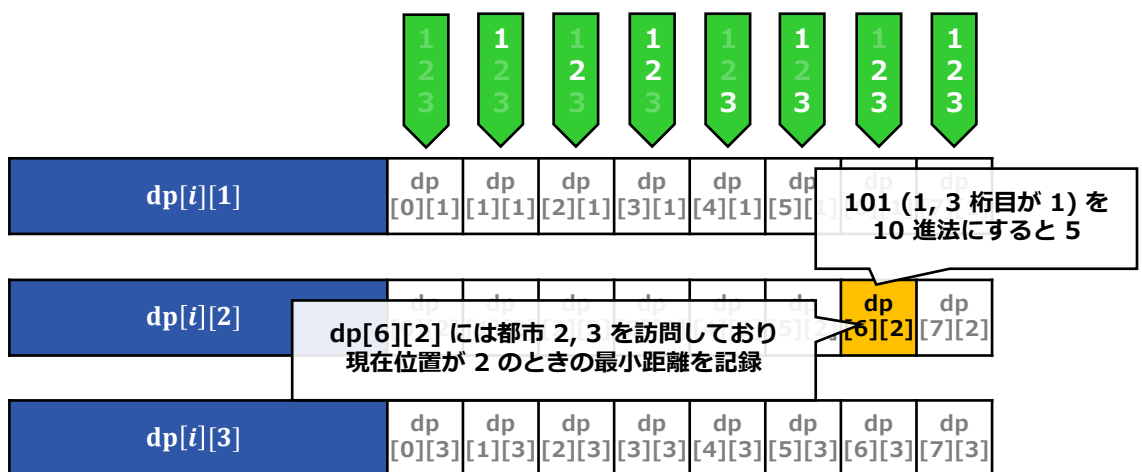 1 1 1 1 1 1 1 1
2 2 2 2 2 2 2 2
3 3 3 3 3 3 3 3
dp[i][1]
dp dp dp dp dp dp dp dp
[0][1] [1][1] [2][1] [3][1] [4][1] [5][1]
101 (1, 3 桁目が 1) を
10 進法にすると 5
dp[i][2]
dp dp
[6][2] [7][2]
dp[6][2] には都市 2, 3 を訪問しており
現在位置が 2 のときの最小距離を記録
dp[i][3]
dp dp dp dp dp dp dp dp
[0][3] [1][3] [2][3] [3][3] [4][3] [5][3] [6][3] [7][3]